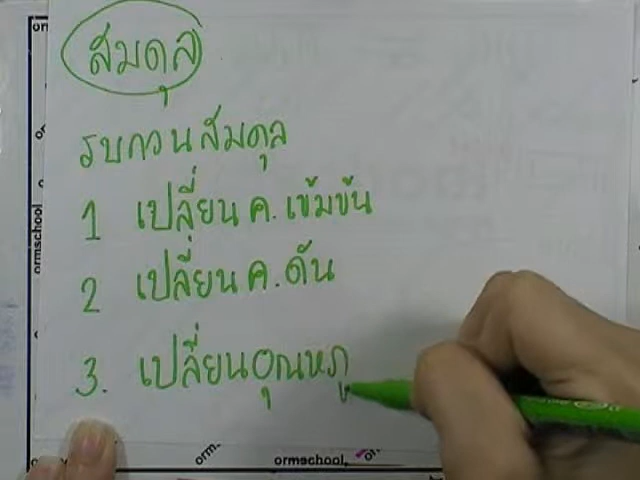 สมดุล
รบกวนสมดุล
1 เปลี่ยน ค. เข้มข้น
2 เปลี่ยน ค. ดัน
3. เปลี่ยนอุณหภู
ormschool
orm.
ormschool.